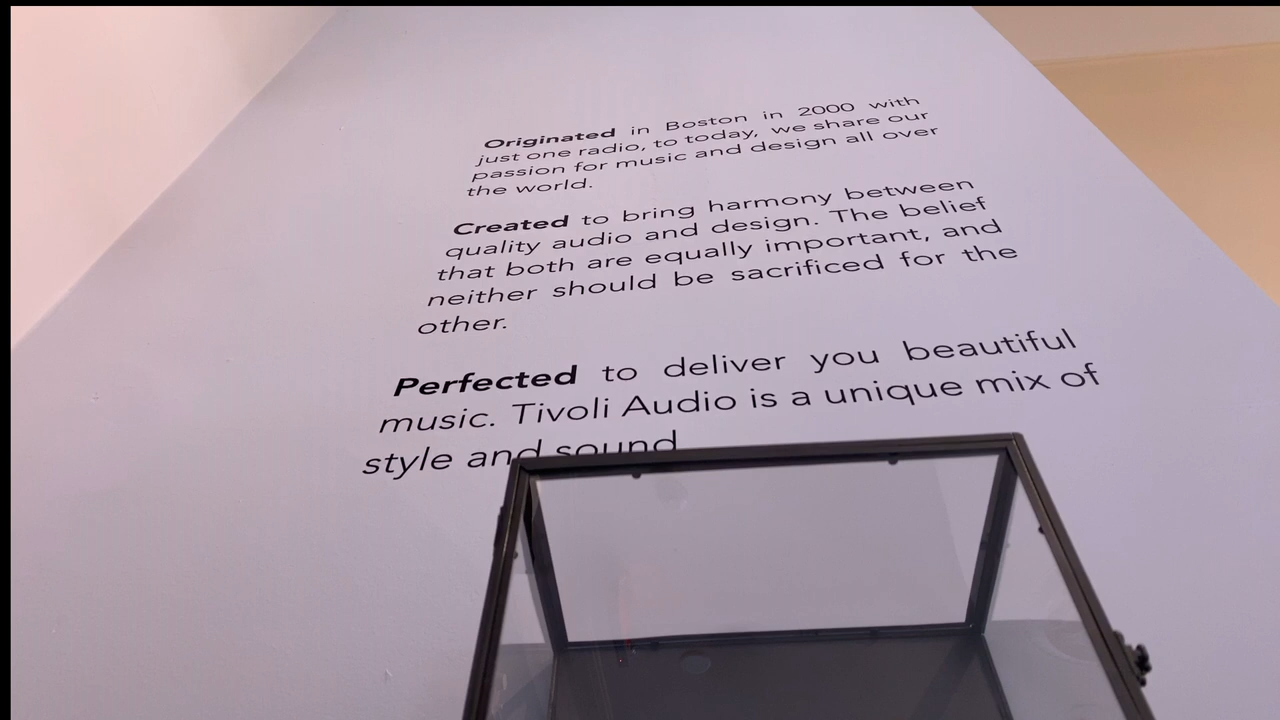 Originated in Boston in 2000 with
just one radio, to today, we share our
passion for music and design all over
the world.
Created to bring harmony between
quality audio and design. The belief
that both are equally important, and
neither should be sacrificed for the
other.
Perfected to deliver you beautiful
music. Tivoli Audio is a unique mix of
style and sound